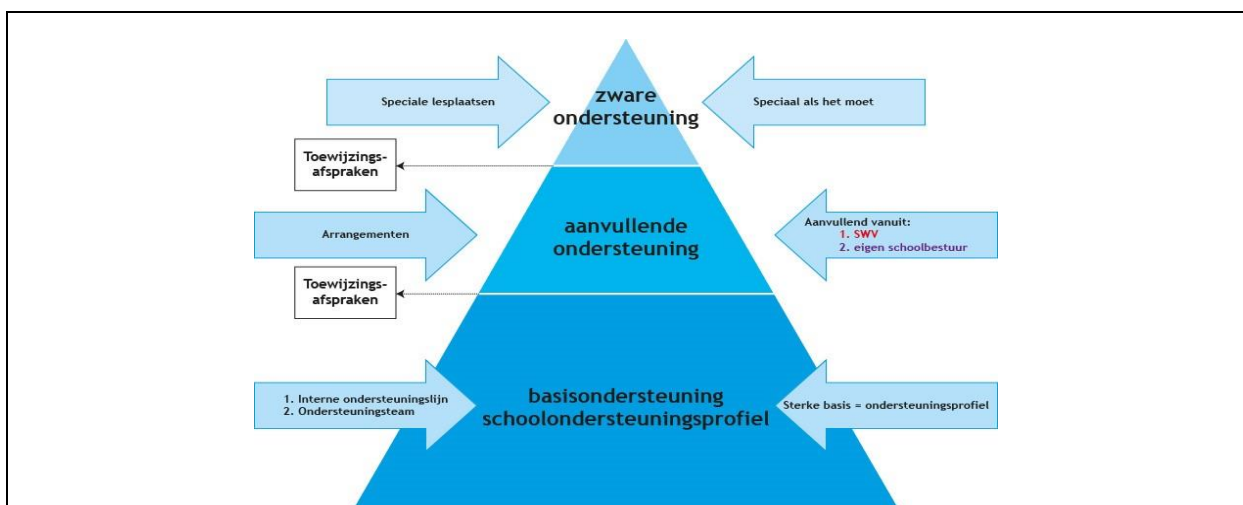 Speciale lesplaatsen
zware
ondersteuning
Speciaal als het moet
Toewijzings-
afspraken
Arrangementen
aanvullende
ondersteuning
Aanvullend vanuit:
1. SWV
2. eigen schoolbestuur
Toewijzings-
afspraken
1. Interne ondersteuningslijn
2. Ondersteuningsteam
basisondersteuning
schoolondersteuningsprofiel
Sterke basis = ondersteuningsprofiel